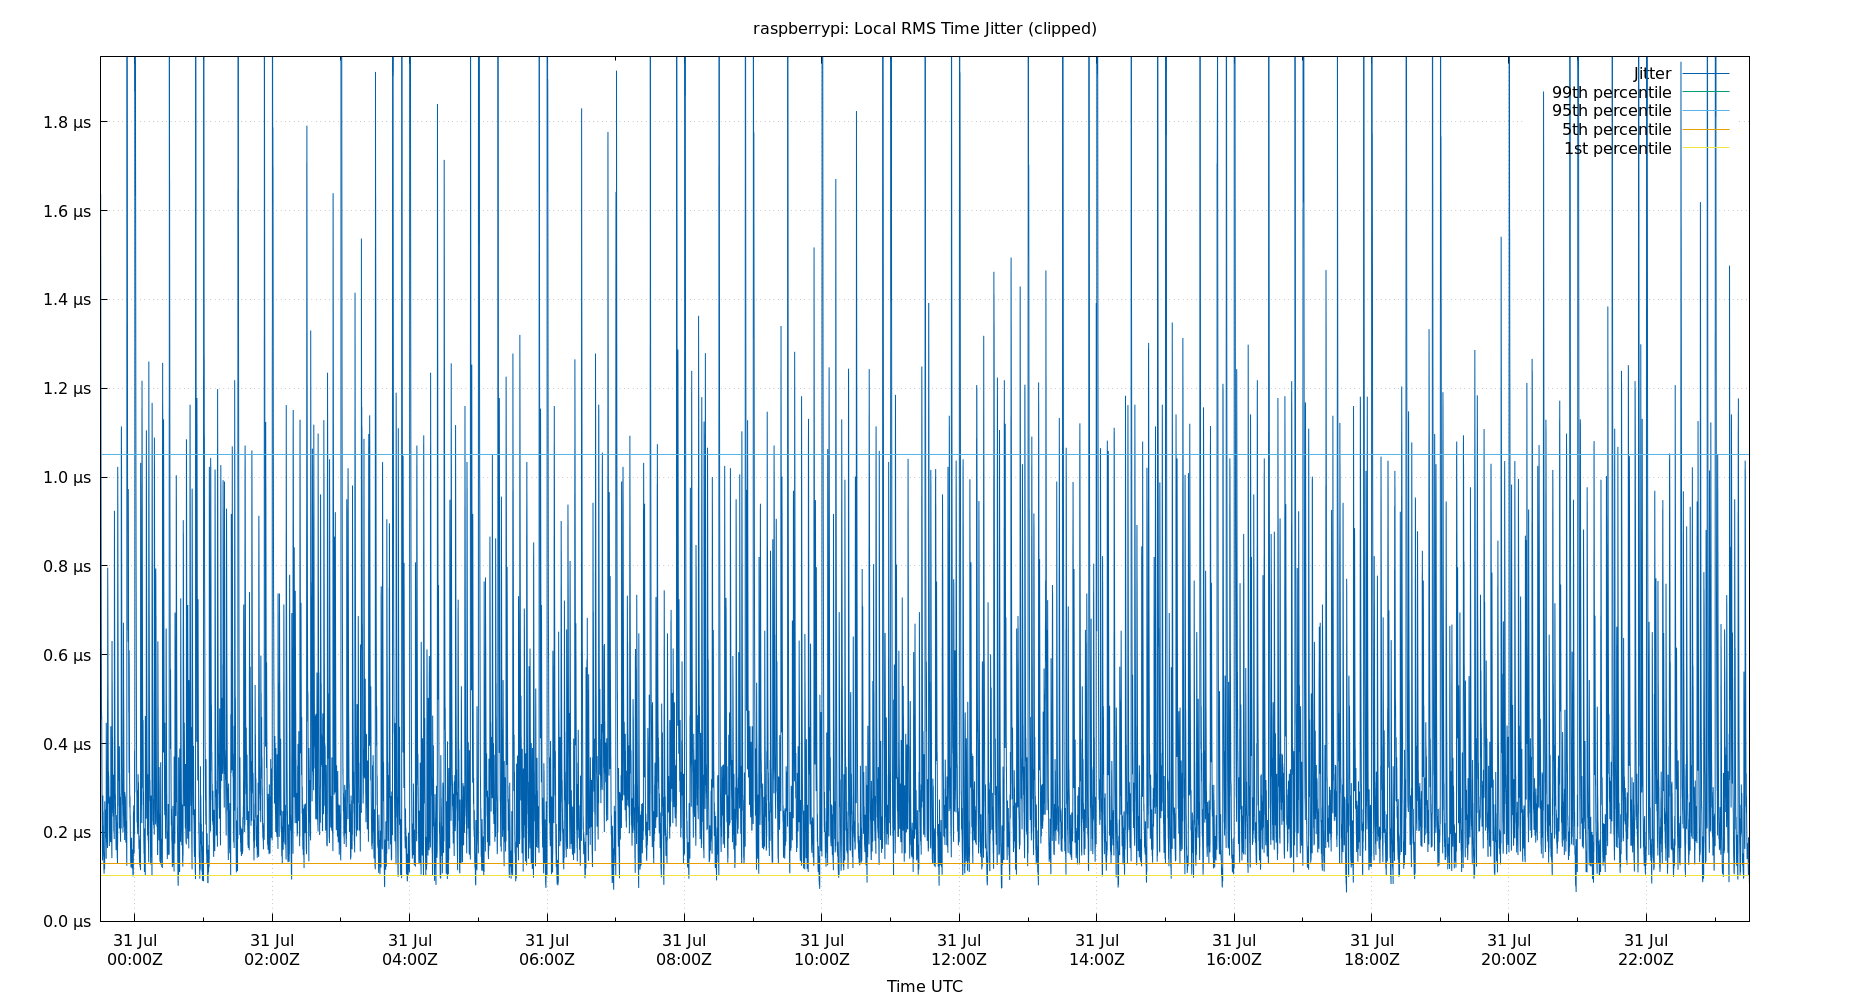 raspberrypi: Local RMS Time Jitter (clipped)
Jitter
99th percentile
95th percentile
5th percentile
1st percentile
1.8 µs
1.6 µs
1.4 µs
1.2 µs
1.0 µs
0.8 µs
0.6 µs
0.4 µs
0.2 µs
0.0 µs
31 Jul 31 Jul 31 Jul 31 Jul 31 Jul 31 Jul 31 Jul 31 Jul 31 Jul 31 Jul 31 Jul 31 Jul
00:00Z 02:00Z 04:00Z 06:00Z 08:00Z 10:00Z 12:00Z 14:00Z 16:00Z 18:00Z 20:00Z 22:00Z
Time UTC